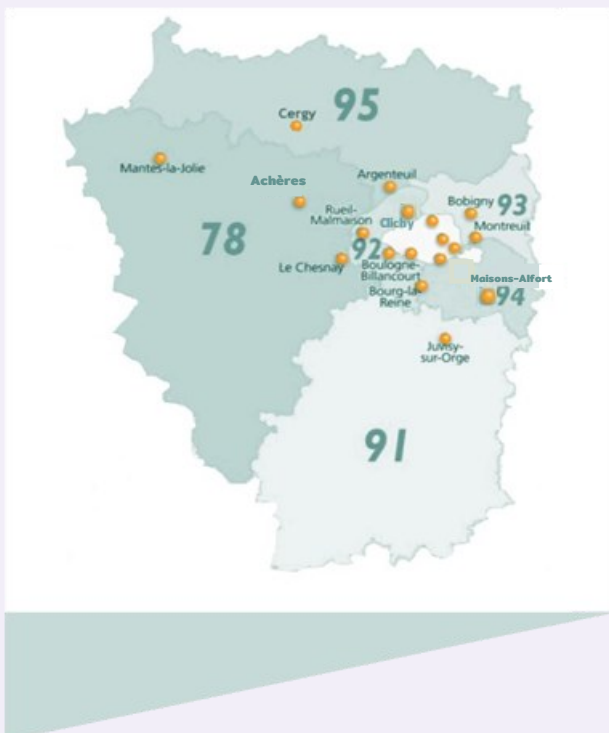 95
Cergy
Mantes-la-Jolie
Achères
Argenteuil
Bobigny
93
Rueil-
Malmaison
Clichy
Montreuil
78
92
Le Chesnay
Boulogne-
Billancourt
Maisons-Alfort
Bourg-la-
Reine
94
Juvisy-
sur-Orge
91